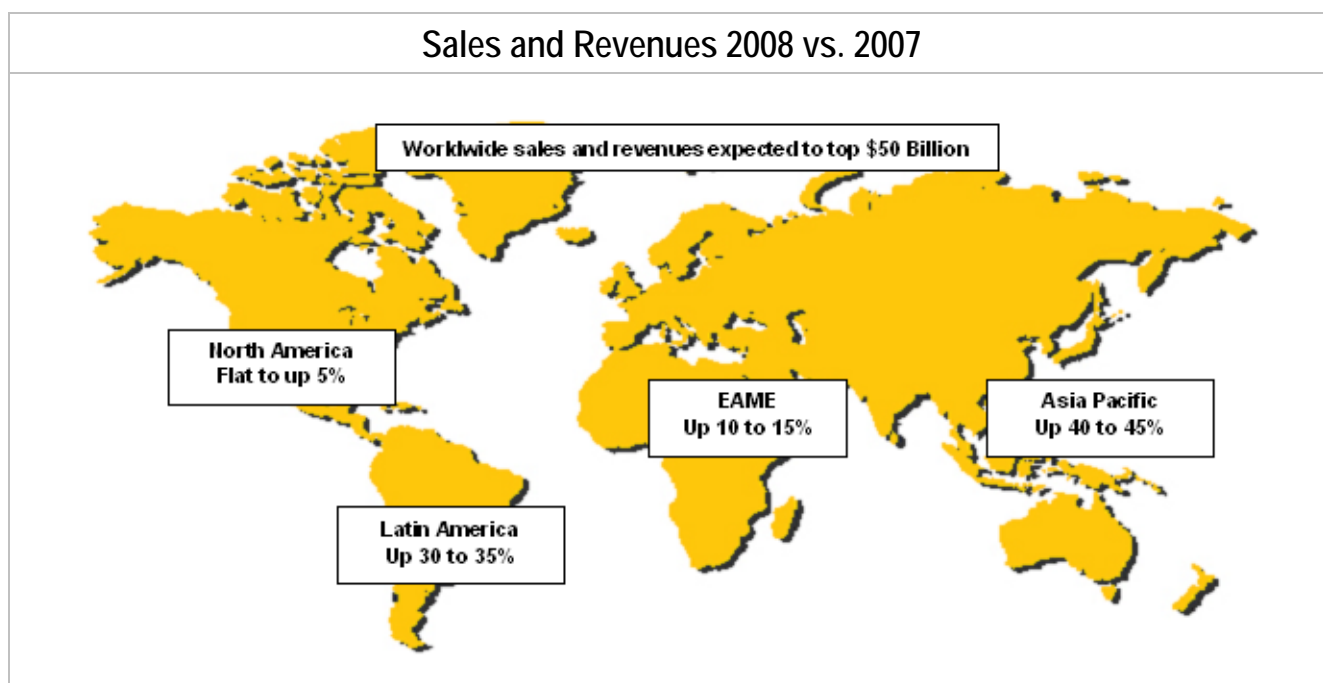 Sales and Revenues 2008 vs. 2007
Worldwide sales and revenues expected to top $50 Billion
North America
Flat to up 5%
EAME
Up 10 to 15%
Asia Pacific
Up 40 to 45%
Latin America
Up 30 to 35%